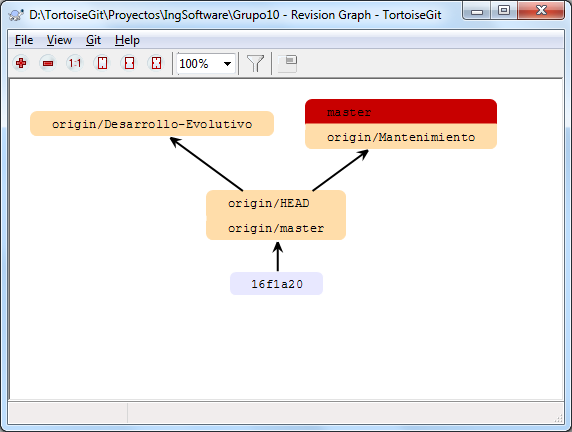 D:\TortoiseGit\Proyectos\IngSoftware\Grupo10 - Revision Graph - TortoiseGit
File View Git Help
1:1
100%
master
origin/Desarrollo-Evolutivo
origin/Mantenimiento
origin/HEAD
origin/master
16f1a20